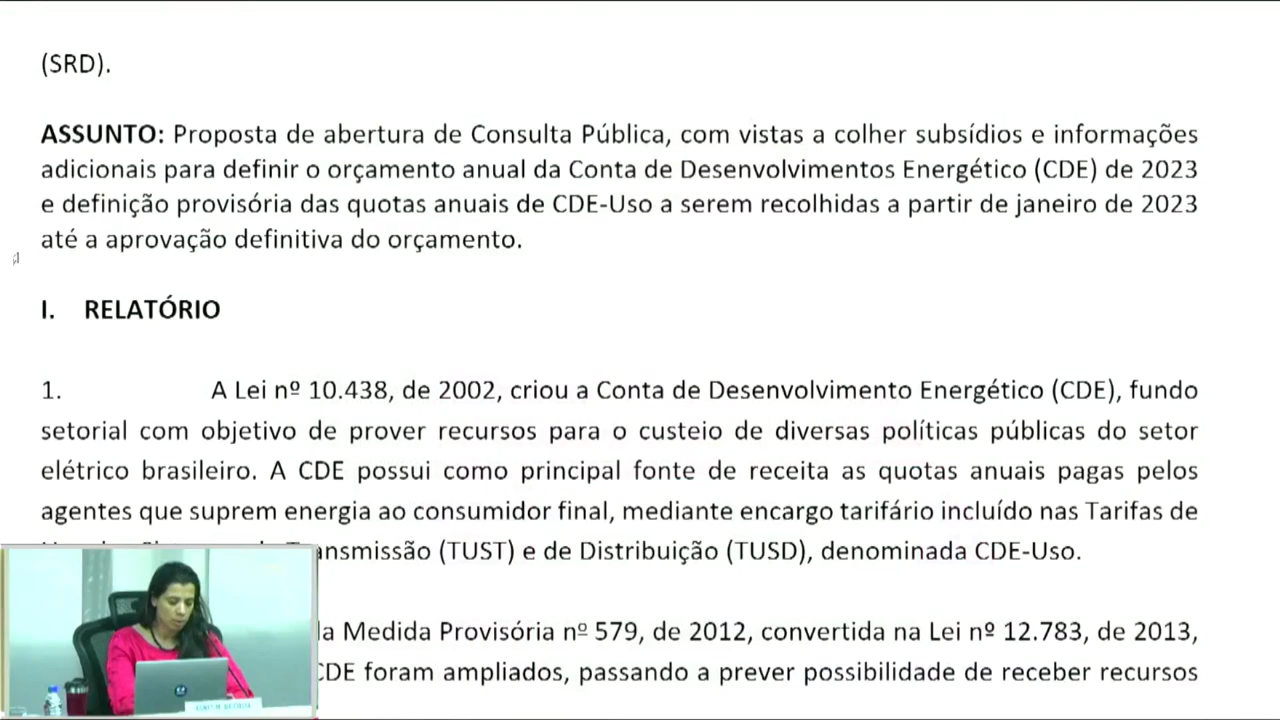 (SRD).
ASSUNTO: Proposta de abertura de Consulta Pública, com vistas a colher subsídios e informações
adicionais para definir o orçamento anual da Conta de Desenvolvimentos Energético (CDE) de 2023
e definição provisória das quotas anuais de CDE-Uso a serem recolhidas a partir de janeiro de 2023
até a aprovação definitiva do orçamento.
I. RELATÓRIO
1. A Lei nº 10.438, de 2002, criou a Conta de Desenvolvimento Energético (CDE), fundo
setorial com objetivo de prover recursos para o custeio de diversas políticas públicas do setor
elétrico brasileiro. A CDE possui como principal fonte de receita as quotas anuais pagas pelos
agentes que suprem energia ao consumidor final, mediante encargo tarifário incluído nas Tarifas de
ansmissão (TUST) e de Distribuição (TUSD), denominada CDE-Uso.
la Medida Provisória nº 579, de 2012, convertida na Lei nº 12.783, de 2013,
CDE foram ampliados, passando a prever possibilidade de receber recursos